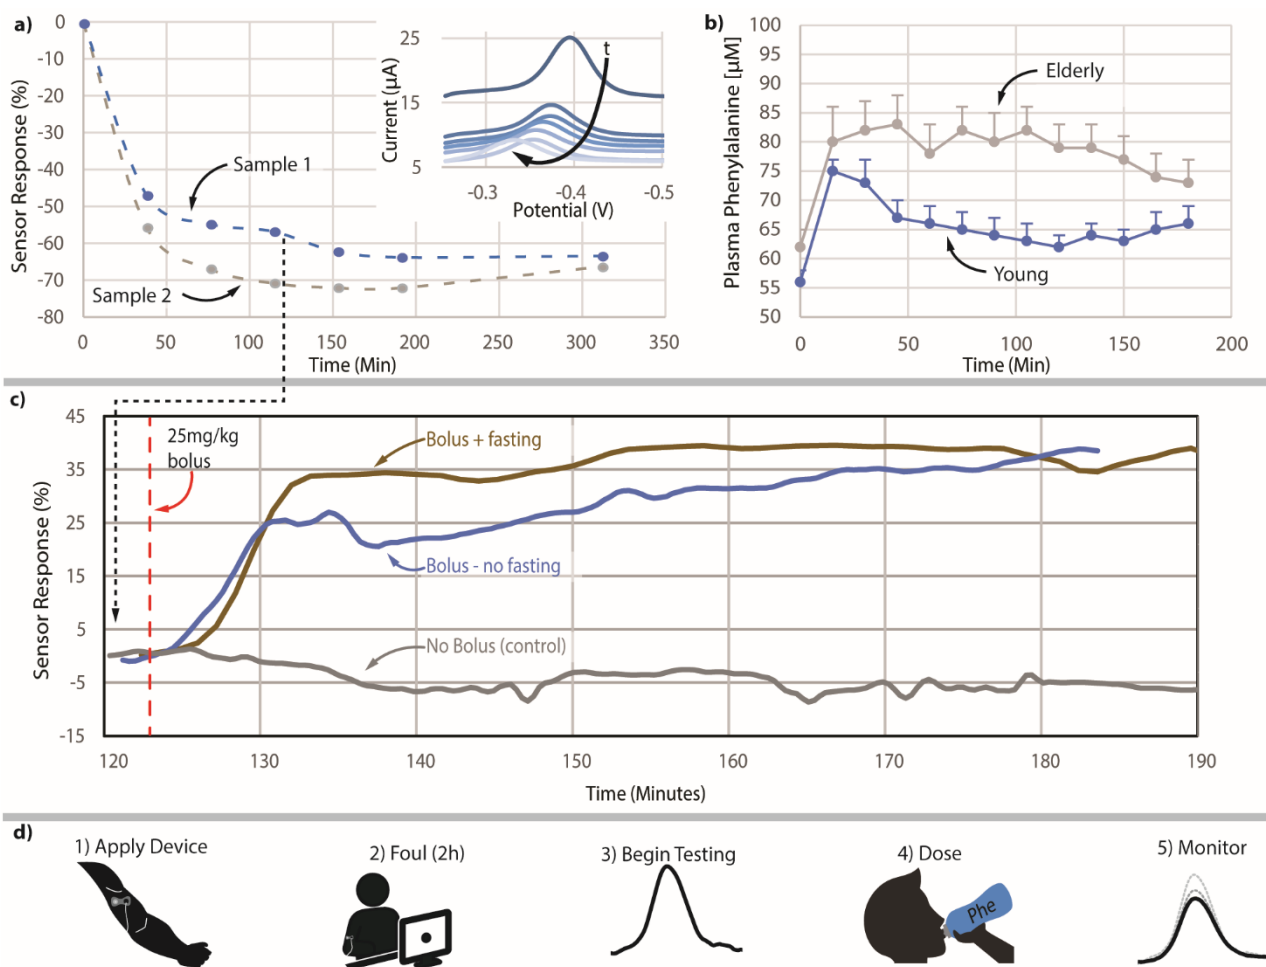 a)
0
-10
-20
-30
-40
-50
-60
-70
-80
Sensor Response (%)
0
50
100
150
200
250
300
350
Time (Min)
Sample 1
Sample 2
25
15
5
Current (µA)
t
-0.3
-0.4
-0.5
Potential (V)
b)
100
95
90
85
80
75
70
65
60
55
50
Plasma Phenylalanine [µM]
Elderly
Young
0
50
100
150
200
Time (Min)
c)
45
35
25
15
5
-5
-15
Sensor Response (%)
25mg/kg
bolus
Bolus + fasting
Bolus - no fasting
No Bolus (control)
120
130
140
150
160
170
180
190
Time (Minutes)
d)
1) Apply Device
2) Foul (2h)
3) Begin Testing
4) Dose
5) Monitor
Phe